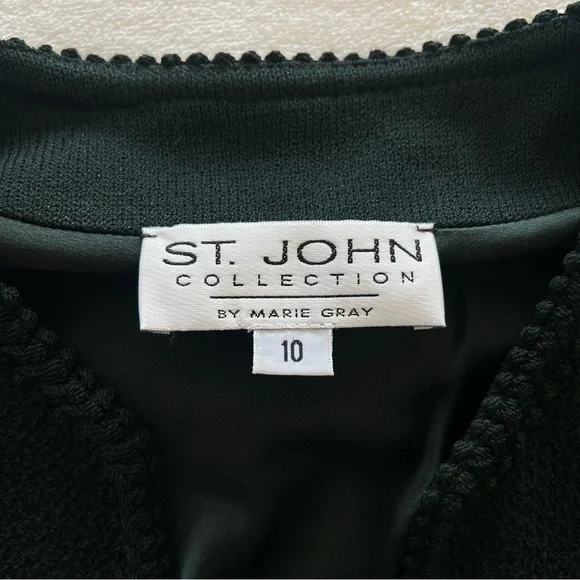 ST. JOHN
COLLECTION
BY MARIE GRAY
10